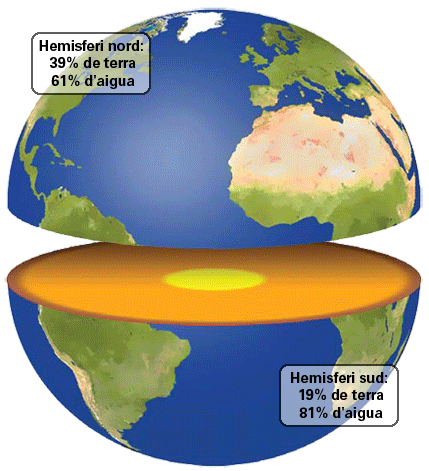 Hemisferi nord:
39% de terra
61% d'aigua
Hemisferi sud:
19% de terra
81% d'aigua